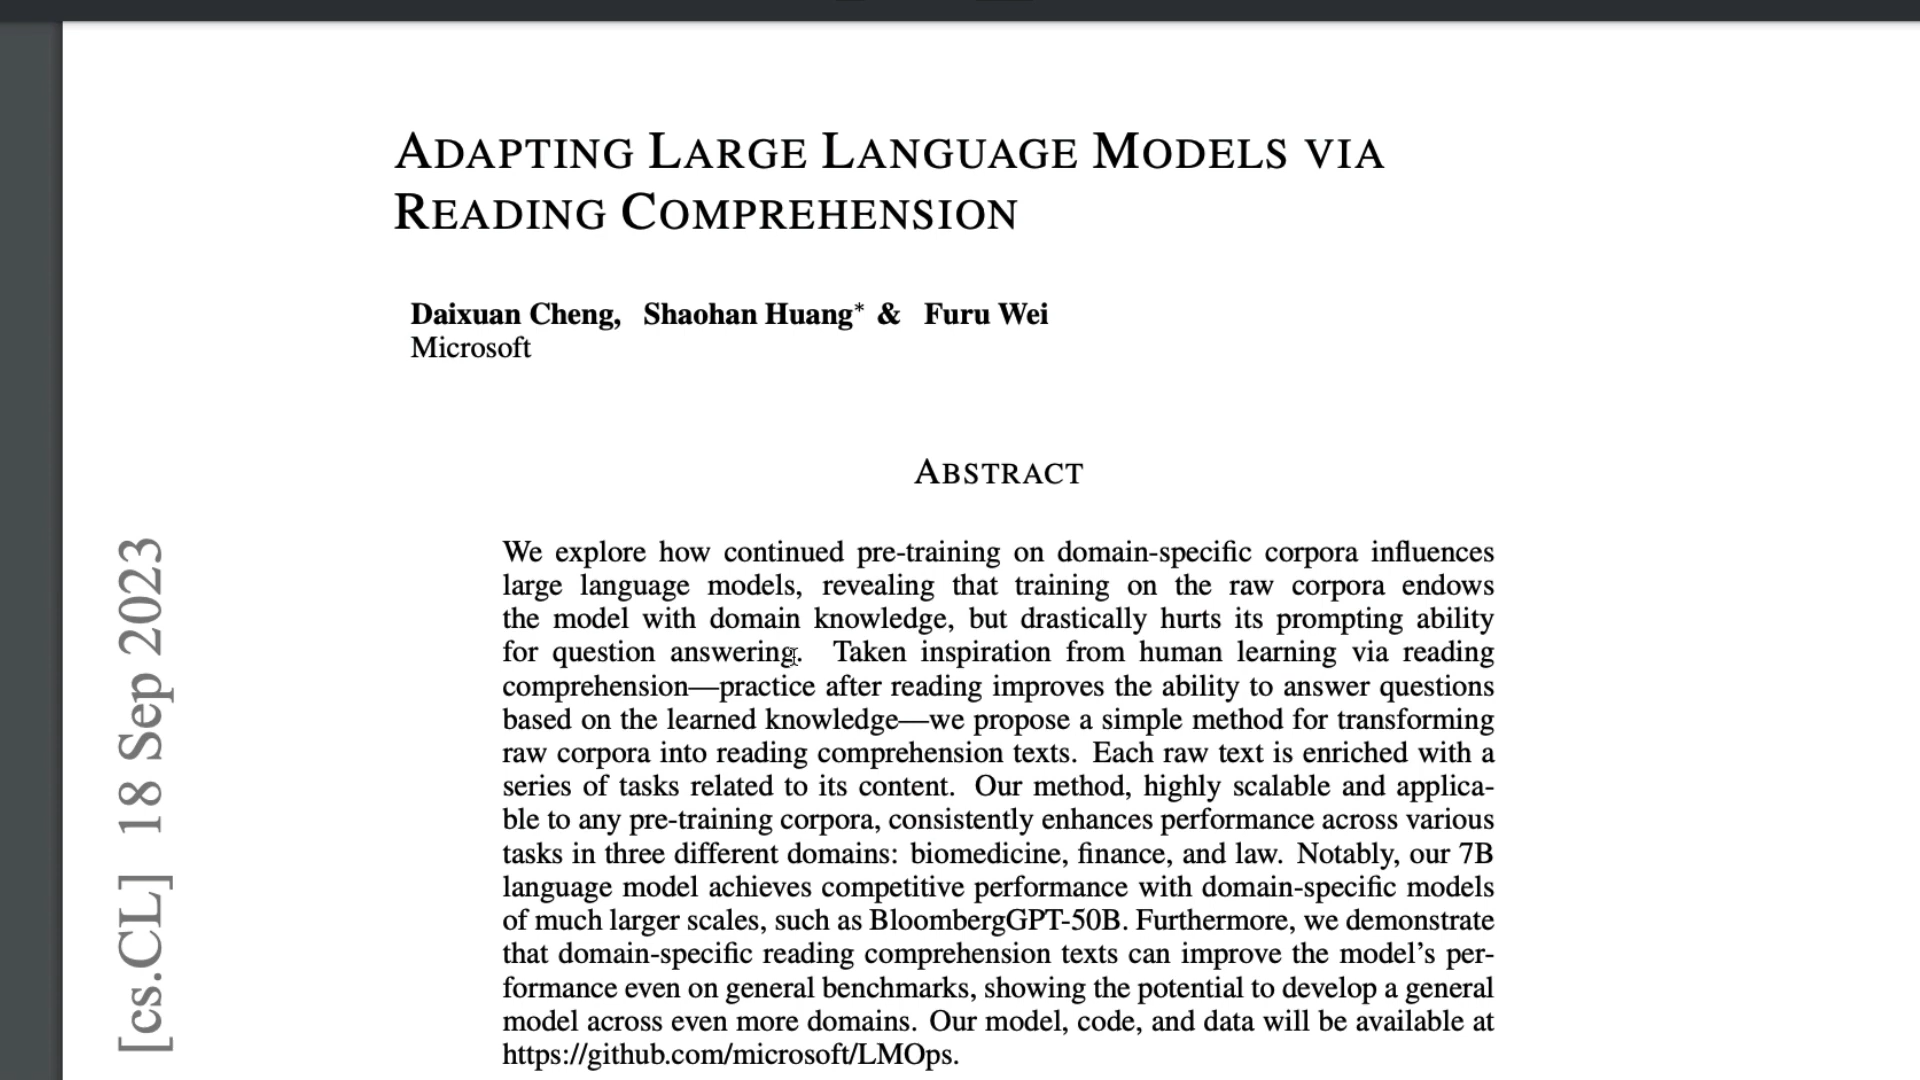 ADAPTING LARGE LANGUAGE MODELS VIA
READING COMPREHENSION
Daixuan Cheng, Shaohan Huang* & Furu Wei
Microsoft
ABSTRACT
We explore how continued pre-training on domain-specific corpora influences
large language models, revealing that training on the raw corpora endows
the model with domain knowledge, but drastically hurts its prompting ability
for question answering. Taken inspiration from human learning via reading
comprehension—practice after reading improves the ability to answer questions
based on the learned knowledge—we propose a simple method for transforming
raw corpora into reading comprehension texts. Each raw text is enriched with a
series of tasks related to its content. Our method, highly scalable and applica-
ble to any pre-training corpora, consistently enhances performance across various
tasks in three different domains: biomedicine, finance, and law. Notably, our 7B
language model achieves competitive performance with domain-specific models
of much larger scales, such as BloombergGPT-50B. Furthermore, we demonstrate
that domain-specific reading comprehension texts can improve the model's per-
formance even on general benchmarks, showing the potential to develop a general
model across even more domains. Our model, code, and data will be available at
https://github.com/microsoft/LMOps.
[cs.CL] 18 Sep 2023